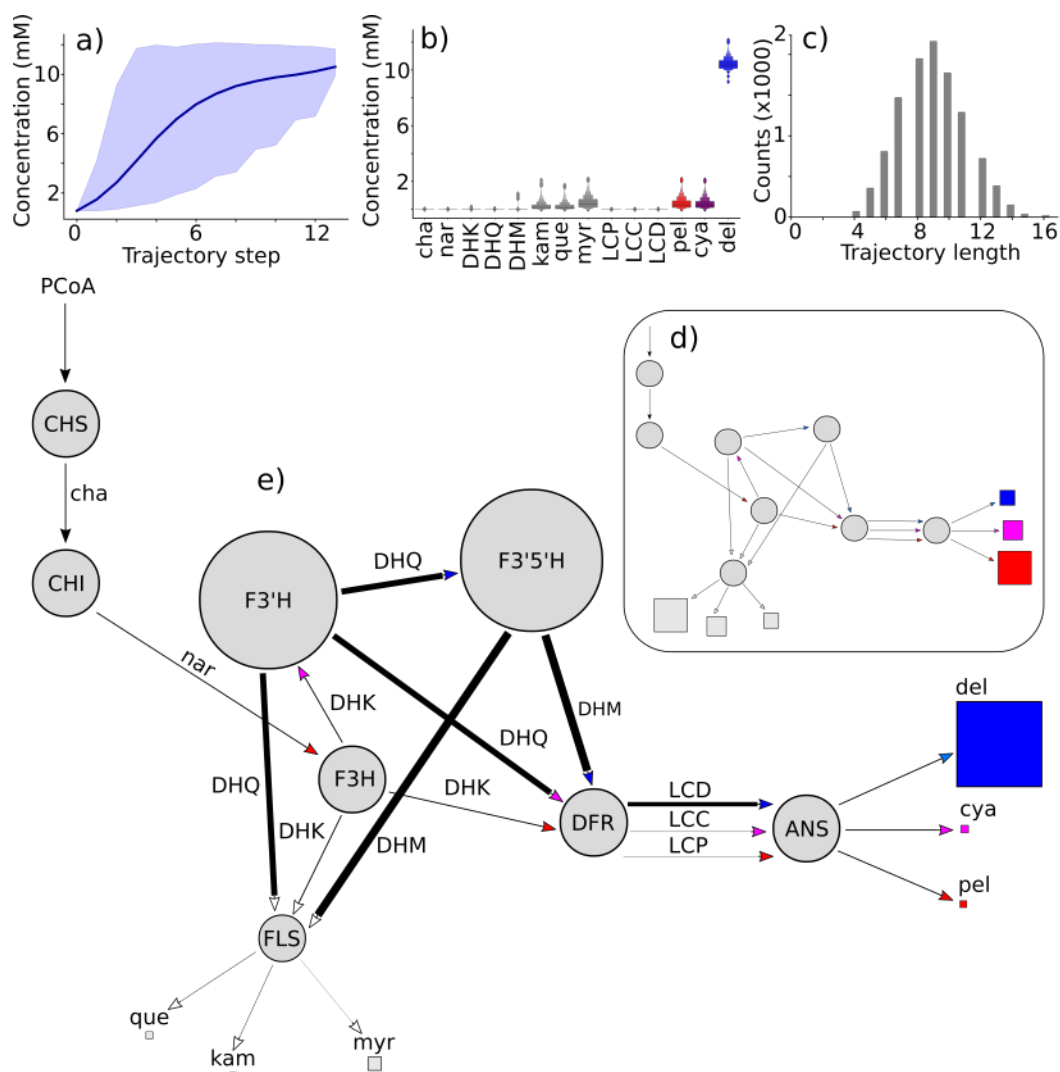 a)
Concentration (mM)
10
6
2
0
6
12
Trajectory step
b)
Concentration (mM)
10
6
2
cha
nar
DHK
DHQ
DHM
kam
que
myr
LCP
LCC
LCD
pel
cya
del
c)
Counts (x1000)
2
1
0
0
4
8
12
16
Trajectory length
PCoA
CHS
cha
CHI
nar
e)
F3'H
DHQ
F3'5'H
DHK
DHQ
DHM
DHQ
F3H
DHK
DHK
DHM
DFR
LCD
LCC
LCP
ANS
FLS
que
kam
myr
d)
del
cya
pel